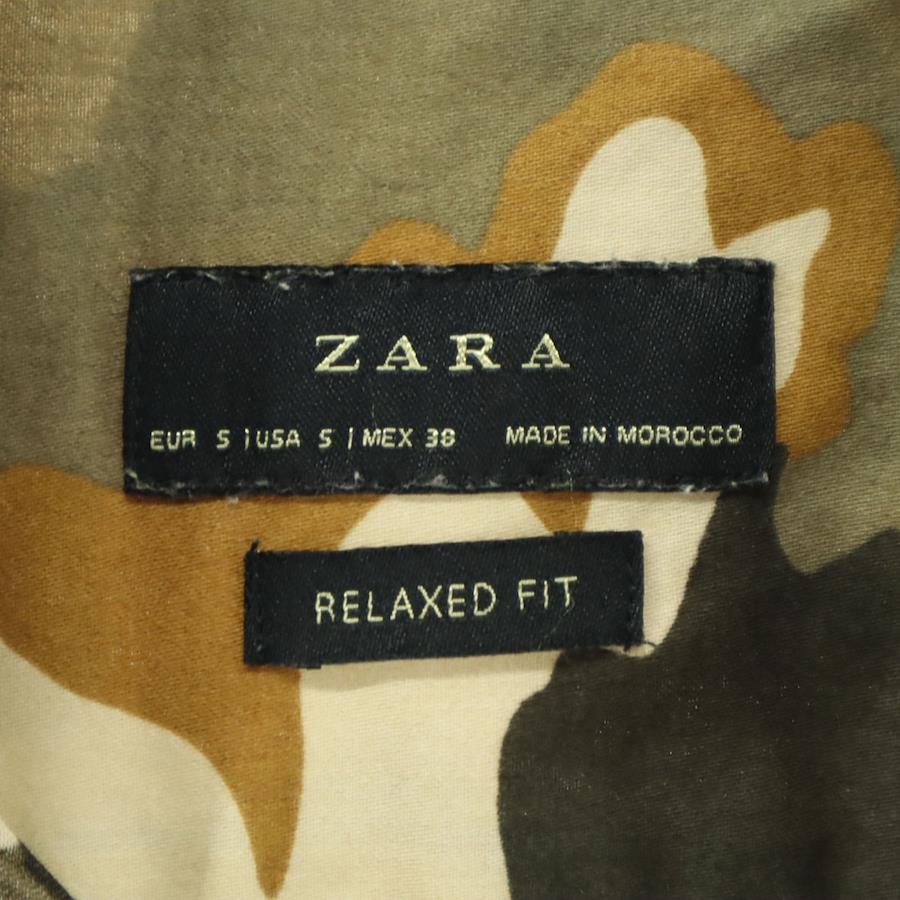 ZARA
EUR S | USA S | MEX 38 MADE IN MOROCCO
RELAXED FIT